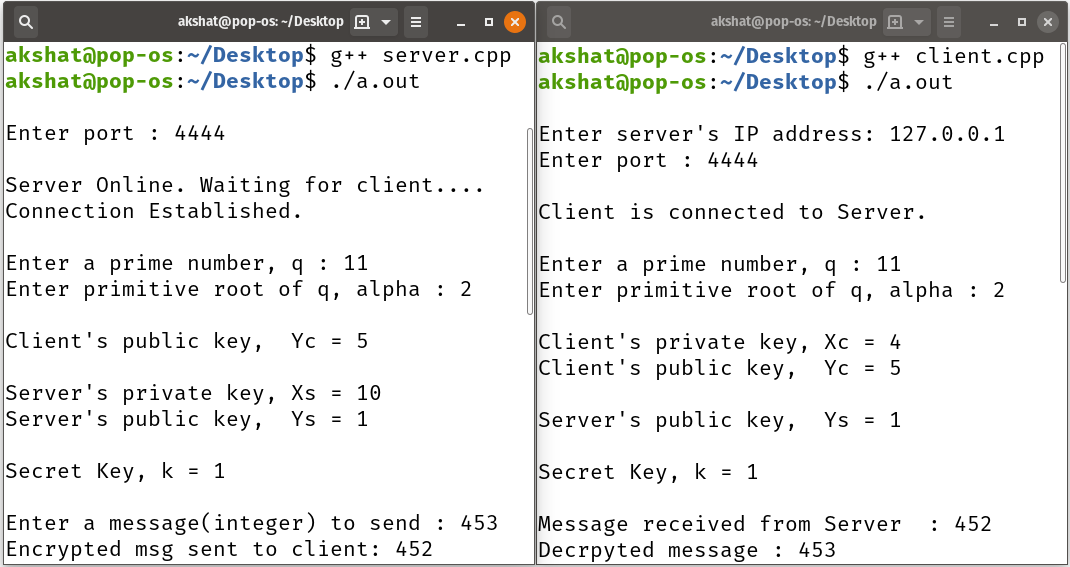 akshat@pop-os: ~/Desktop
akshat@pop-os:~/Desktop$ g++ server.cpp
akshat@pop-os:~/Desktop$ ./a.out
Enter port : 4444
Server Online. Waiting for client....
Connection Established.
Enter a prime number, q : 11
Enter primitive root of q, alpha : 2
Client's public key,  Yc = 5
Server's private key, Xs = 10
Server's public key,  Ys = 1
Secret Key, k = 1
Enter a message(integer) to send : 453
Encrypted msg sent to client: 452
akshat@pop-os: ~/Desktop
akshat@pop-os:~/Desktop$ g++ client.cpp
akshat@pop-os:~/Desktop$ ./a.out
Enter server's IP address: 127.0.0.1
Enter port : 4444
Client is connected to Server.
Enter a prime number, q : 11
Enter primitive root of q, alpha : 2
Client's private key, Xc = 4
Client's public key,  Yc = 5
Server's public key,  Ys = 1
Secret Key, k = 1
Message received from Server  : 452
Decrpyted message : 453